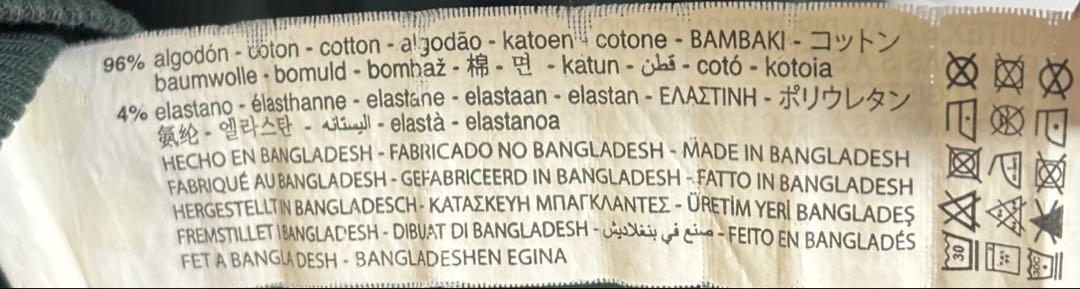 96% algodón - coton - cotton - algodão - katoen - cotone - BAMBAKI - コットン
baumwolle - bomuld - bombaž - 棉 - 면 - katun - قطن - cotó - kotoia
4% elastano - élasthanne - elastane - elastaan - elastan - ΕΛΑΣΤΙΝΗ - ポリウレタン
氨纶 - 엘라스탄 - اليستانه - elastà - elastanoa
HECHO EN BANGLADESH - FABRICADO NO BANGLADESH - MADE IN BANGLADESH
FABRIQUÉ AU BANGLADESH - GEFABRICEERD IN BANGLADESH - FATTO IN BANGLADESH
HERGESTELLT IN BANGLADESCH - ΚΑΤΑΣΚΕΥΗ ΜΠΑΓΚΛΑΝΤΕΣ - ÜRETİM YERİ BANGLADEŞ
FREMSTILLET I BANGLADESH - DIBUAT DI BANGLADESH - صنع في بنغلاديش - FEITO EN BANGLADÉS
FET A BANGLADESH - BANGLADESHEN EGINA
30